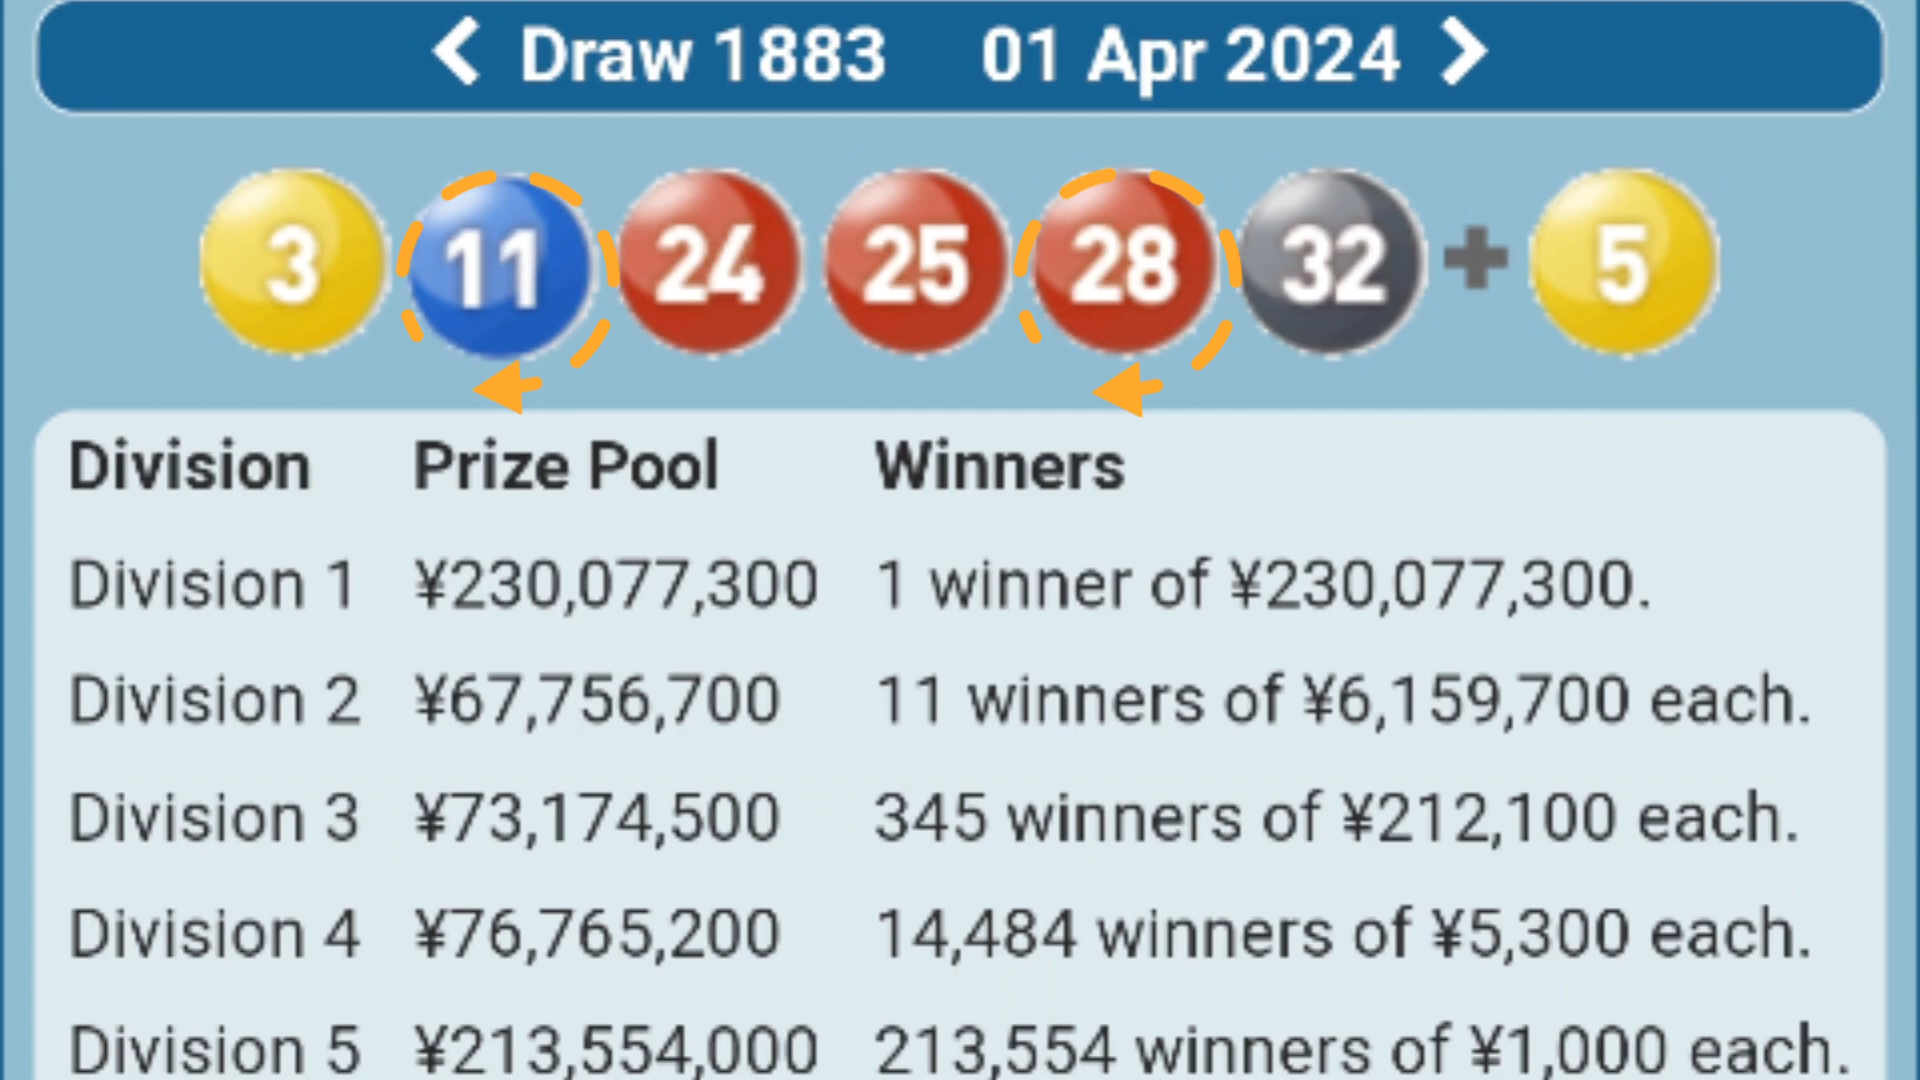 Draw 1883 01 Apr 2024
3 11 24 25 28 32 + 5
Division Prize Pool Winners
Division 1 ¥230,077,300 1 winner of ¥230,077,300.
Division 2 ¥67,756,700 11 winners of ¥6,159,700 each.
Division 3 ¥73,174,500 345 winners of ¥212,100 each.
Division 4 ¥76,765,200 14,484 winners of ¥5,300 each.
Division 5 ¥213,554,000 213,554 winners of ¥1,000 each.